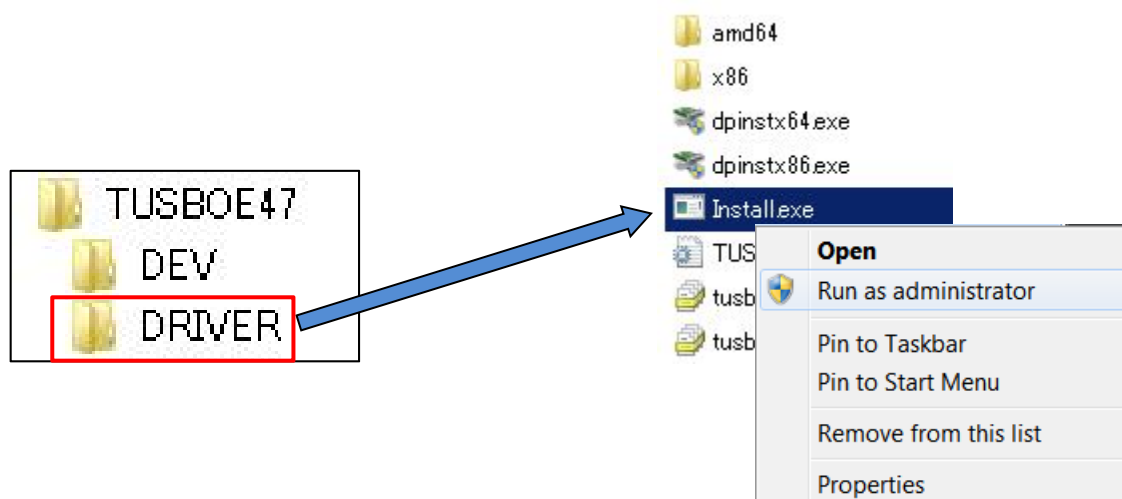 TUSBOE47
DEV
DRIVER
amd64
x86
dpinstx64.exe
dpinstx86.exe
Install.exe
TUS
tusb
tusb
Open
Run as administrator
Pin to Taskbar
Pin to Start Menu
Remove from this list
Properties